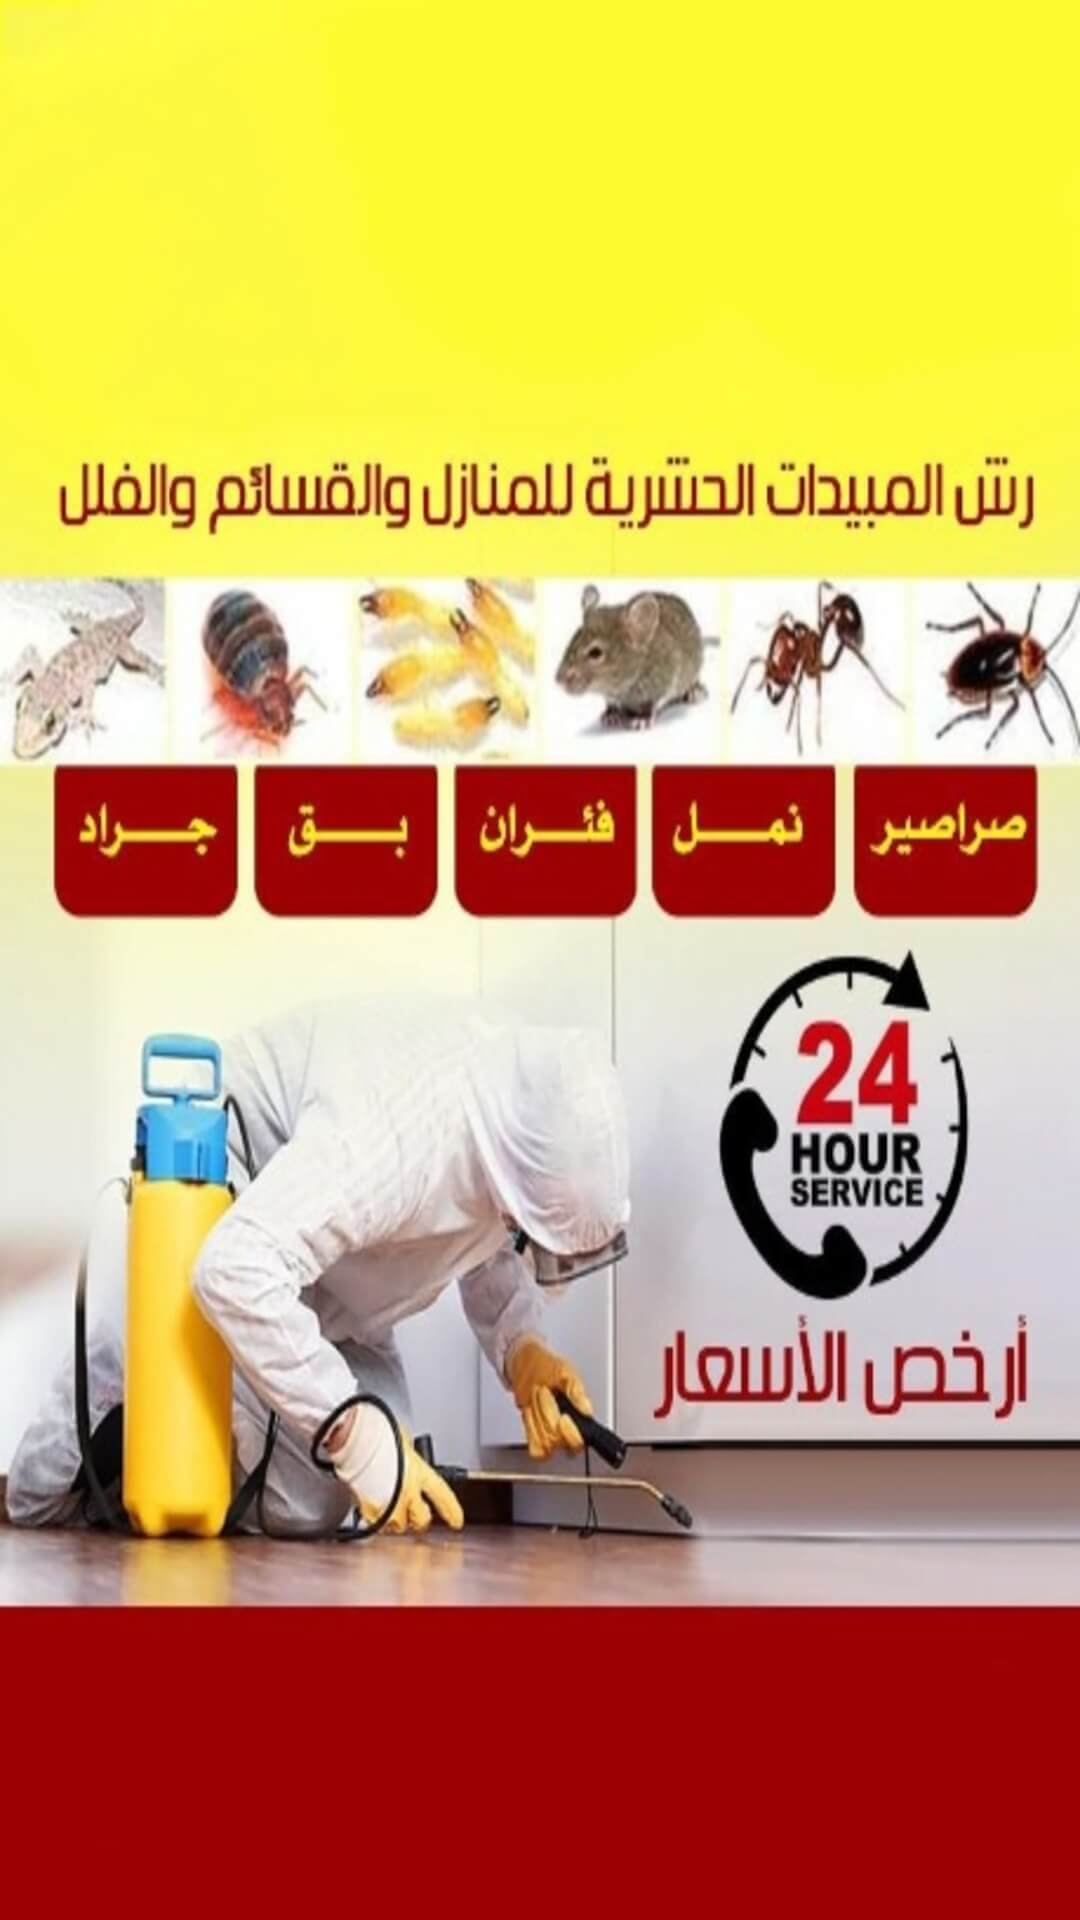 رش المبيدات الحشرية للمنازل والقسائم والفلل
صراصير
نمل
فئران
بق
جراد
24
HOUR
SERVICE
أرخص الأسعار